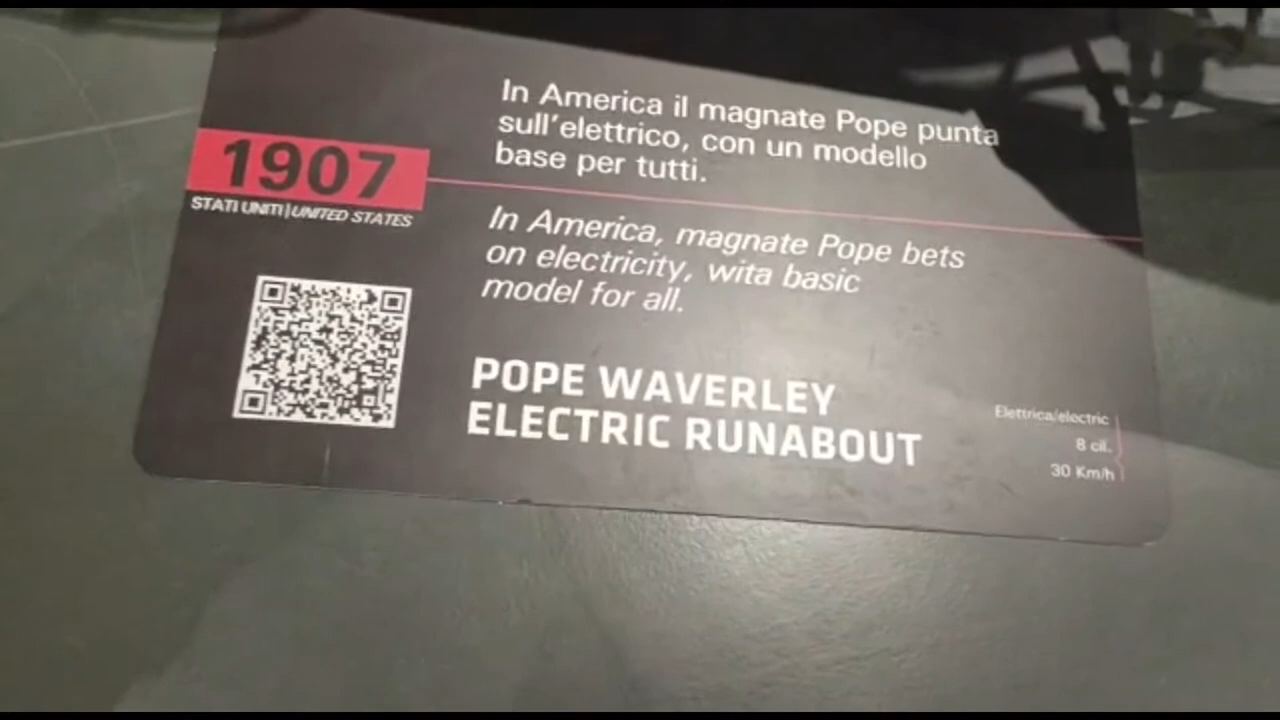 In America il magnate Pope punta
sull'elettrico, con un modello
base per tutti.
1907
STATI UNITI|UNITED STATES
In America, magnate Pope bets
on electricity, wita basic
model for all.
POPE WAVERLEY
ELECTRIC RUNABOUT
Elettrica/electric
8 cil.
30 Km/h